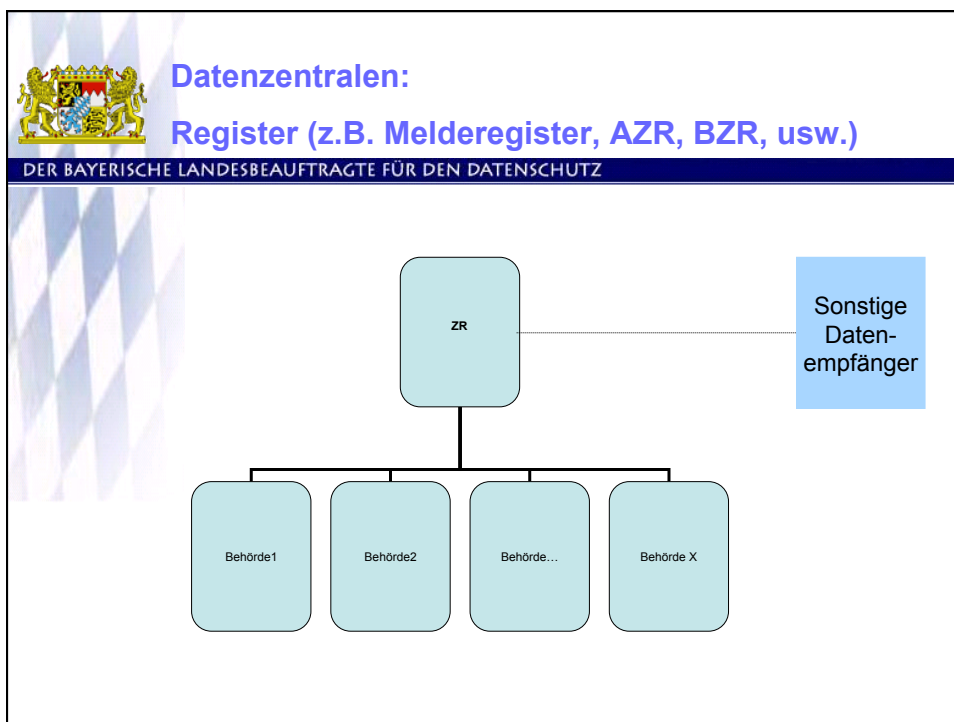 Datenzentralen:
Register (z.B. Melderegister, AZR, BZR, usw.)
DER BAYERISCHE LANDESBEAUFTRAGTE FÜR DEN DATENSCHUTZ
ZR
Sonstige
Daten-
empfänger
Behörde1
Behörde2
Behörde...
Behörde X